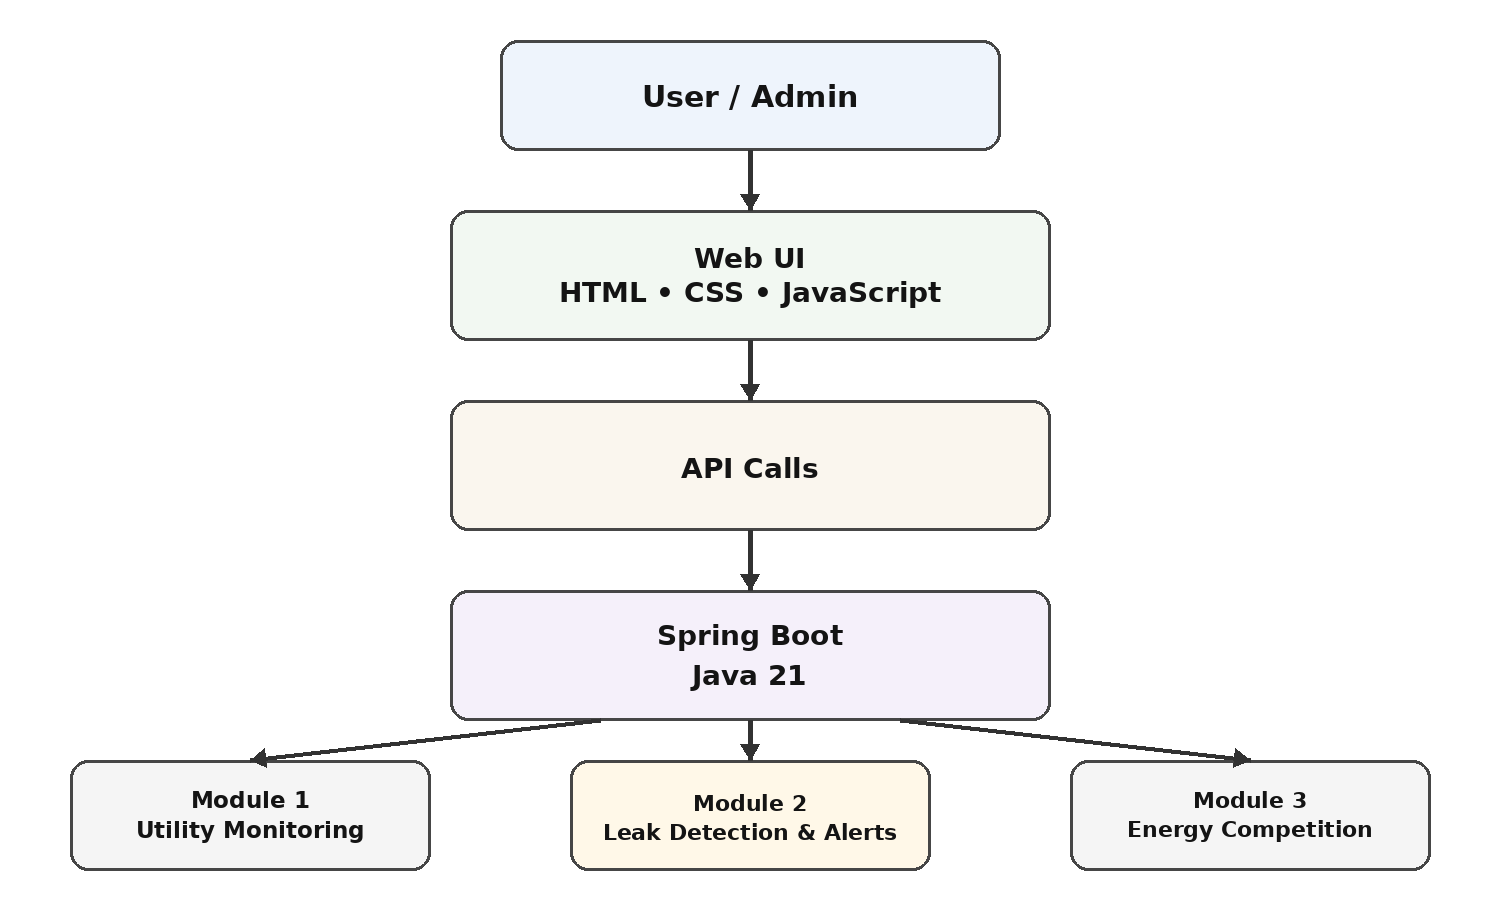 User / Admin
Web UI
HTML • CSS • JavaScript
API Calls
Spring Boot
Java 21
Module 1
Utility Monitoring
Module 2
Leak Detection & Alerts
Module 3
Energy Competition